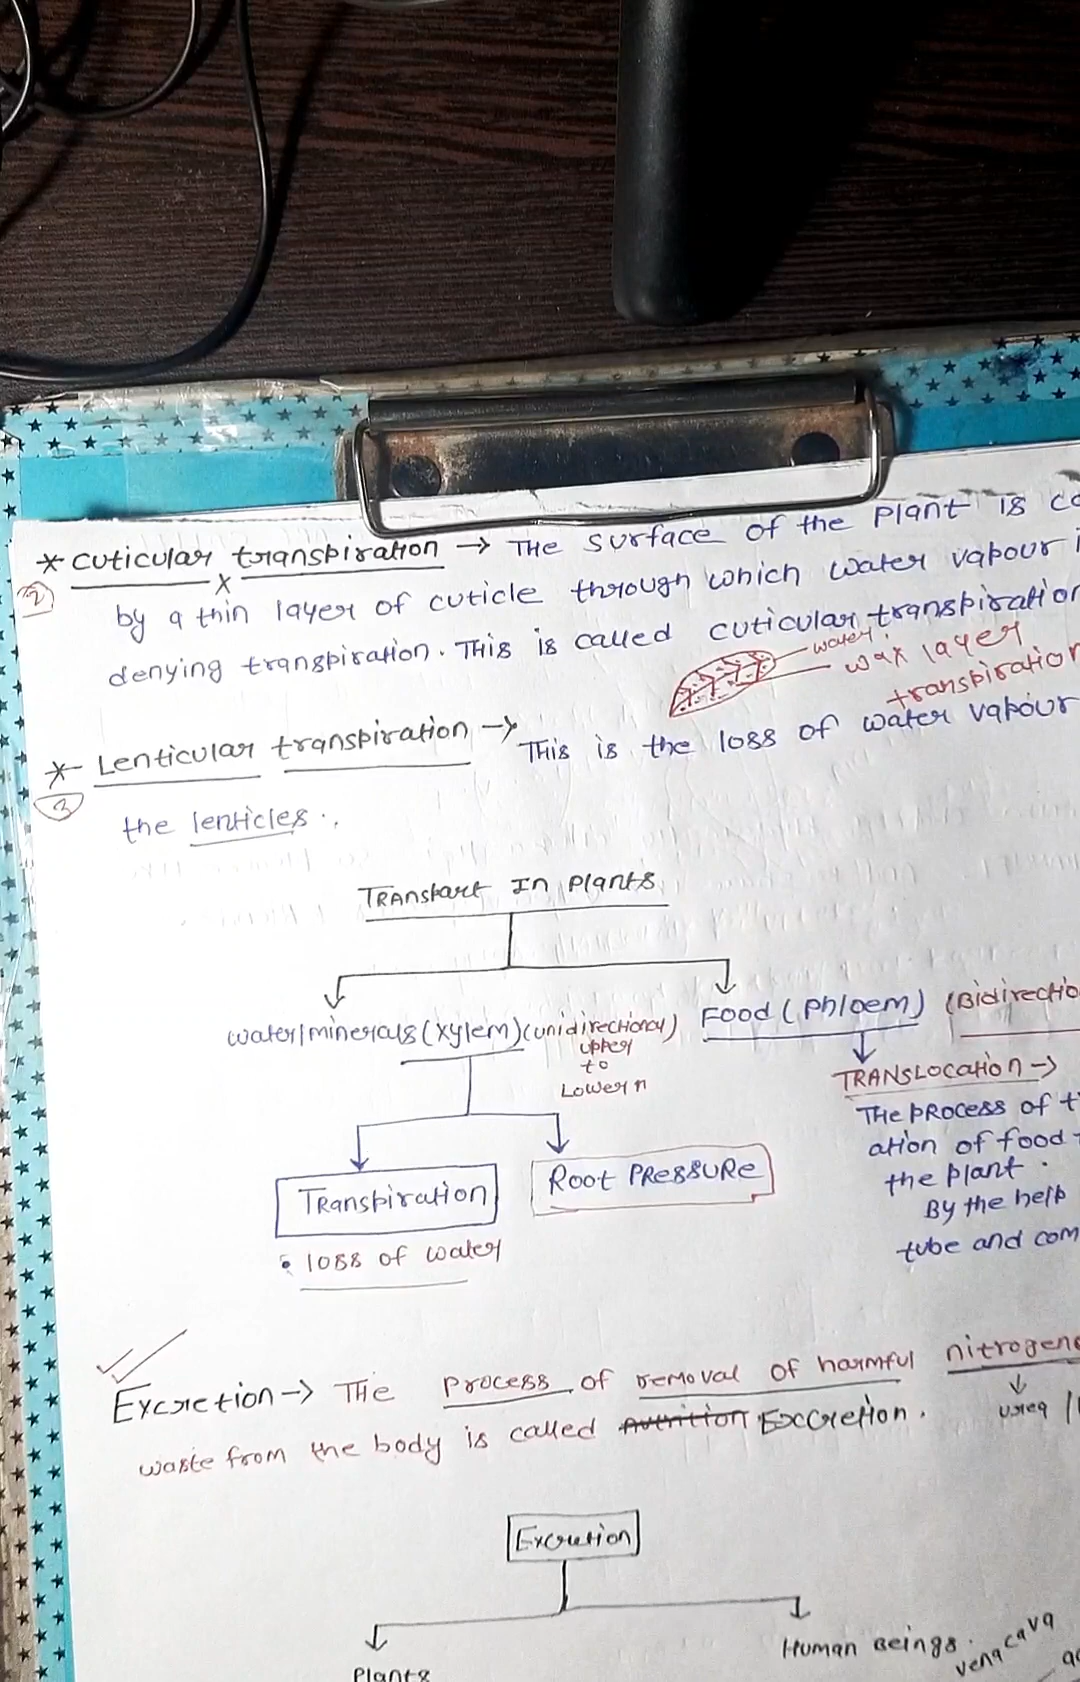 * cuticular transpiration → THE surface of the plant is co
2
by a thin layer of cuticle through which water vapour i
denying transpiration. This is called cuticular transpiration
water
wax layer
transpiration
* Lenticular transpiration → This is the loss of water vapour
3
the lenticles.
TRANSPORT IN plants
water/minerals (xylem) (unidirectional)
upper
to
Lower
Food (phloem) (Bidirectio
TRANSLOCATION →
THE PROCESS of t
ation of food
the plant.
By the help
tube and com
Transpiration
ROOT PRESSURE
• loss of water
Excretion → THE process of removal of harmful nitrogen
urea /
waste from the body is called nutrition Excretion.
Excretion
Plants
Human Beings.
vena cava